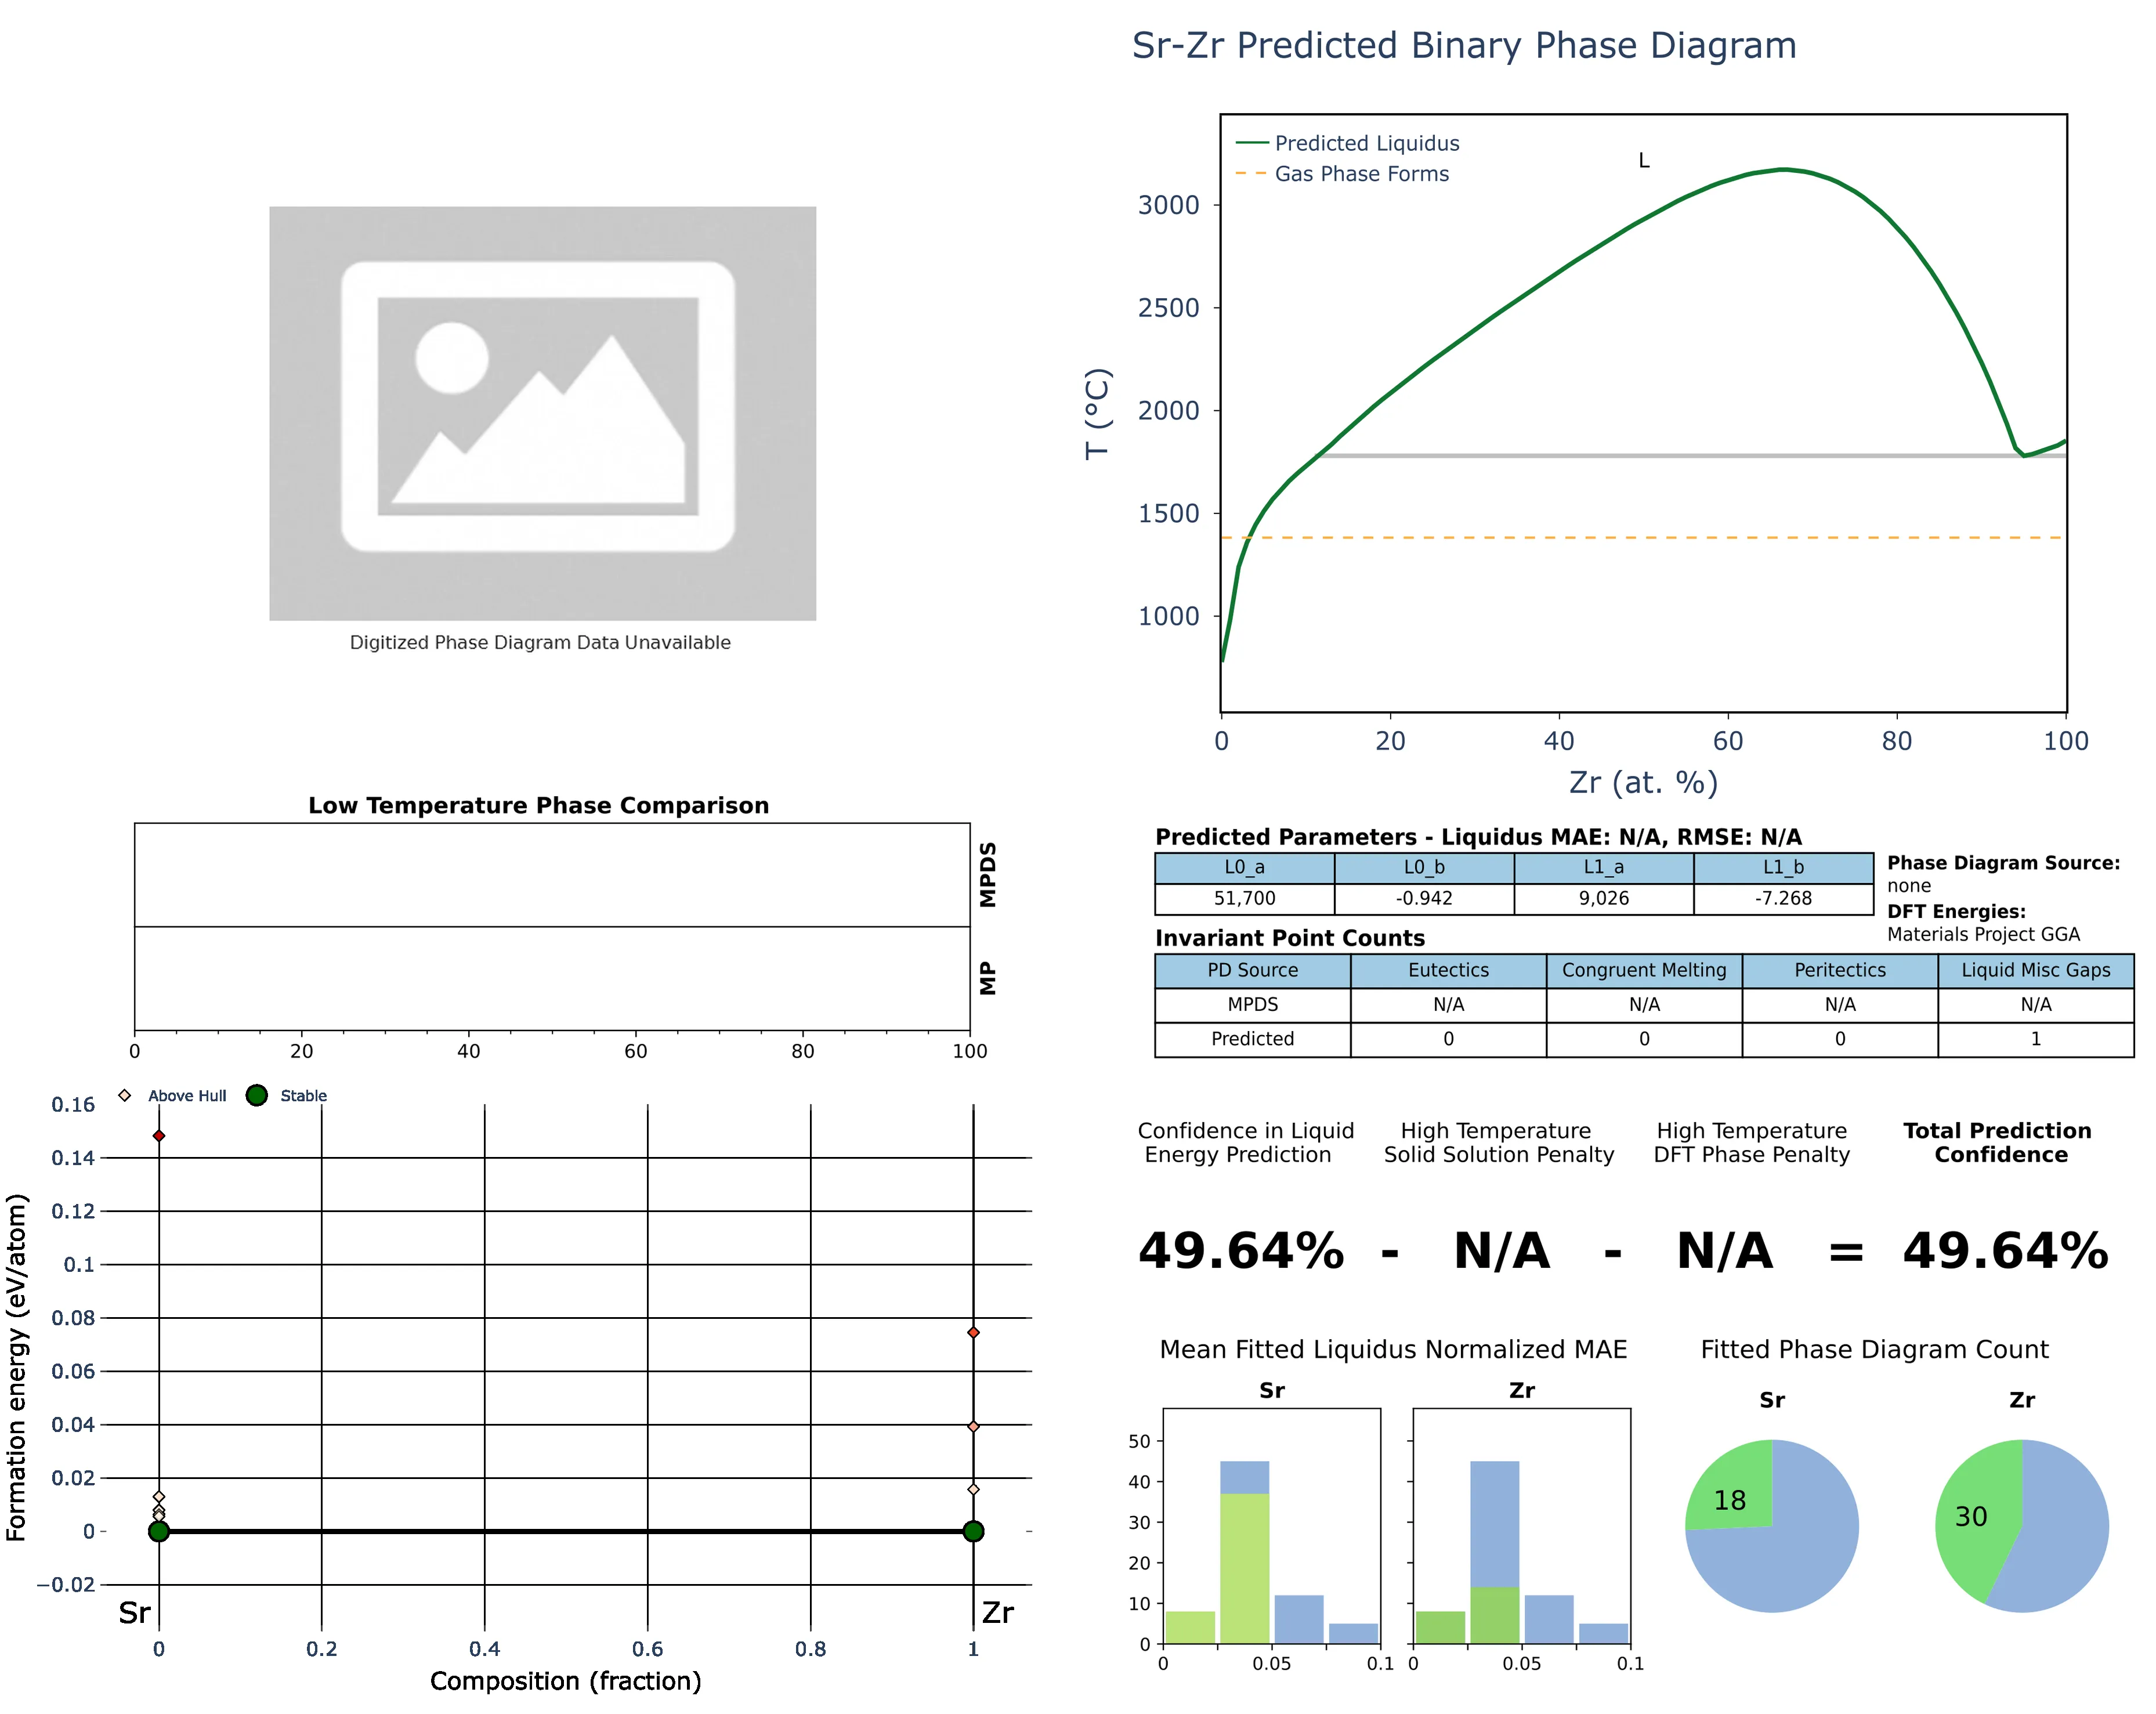 Sr-Zr Predicted Binary Phase Diagram
Predicted Liquidus
Gas Phase Forms
L
T (°C)
3000
2500
2000
1500
1000
0 20 40 60 80 100
Zr (at. %)
Digitized Phase Diagram Data Unavailable
Low Temperature Phase Comparison
MPDS
MP
0 20 40 60 80 100
Predicted Parameters - Liquidus MAE: N/A, RMSE: N/A
L0_a L0_b L1_a L1_b
51,700 -0.942 9,026 -7.268
Phase Diagram Source:
none
DFT Energies:
Materials Project GGA
Invariant Point Counts
PD Source Eutectics Congruent Melting Peritectics Liquid Misc Gaps
MPDS N/A N/A N/A N/A
Predicted 0 0 0 1
Above Hull Stable
Formation energy (eV/atom)
0.16
0.14
0.12
0.1
0.08
0.06
0.04
0.02
0
−0.02
Sr Zr
0 0.2 0.4 0.6 0.8 1
Composition (fraction)
Confidence in Liquid Energy Prediction
High Temperature Solid Solution Penalty
High Temperature DFT Phase Penalty
Total Prediction Confidence
49.64% - N/A - N/A = 49.64%
Mean Fitted Liquidus Normalized MAE
Sr Zr
50
40
30
20
10
0
0 0.05 0.1 0 0.05 0.1
Fitted Phase Diagram Count
Sr Zr
18 30